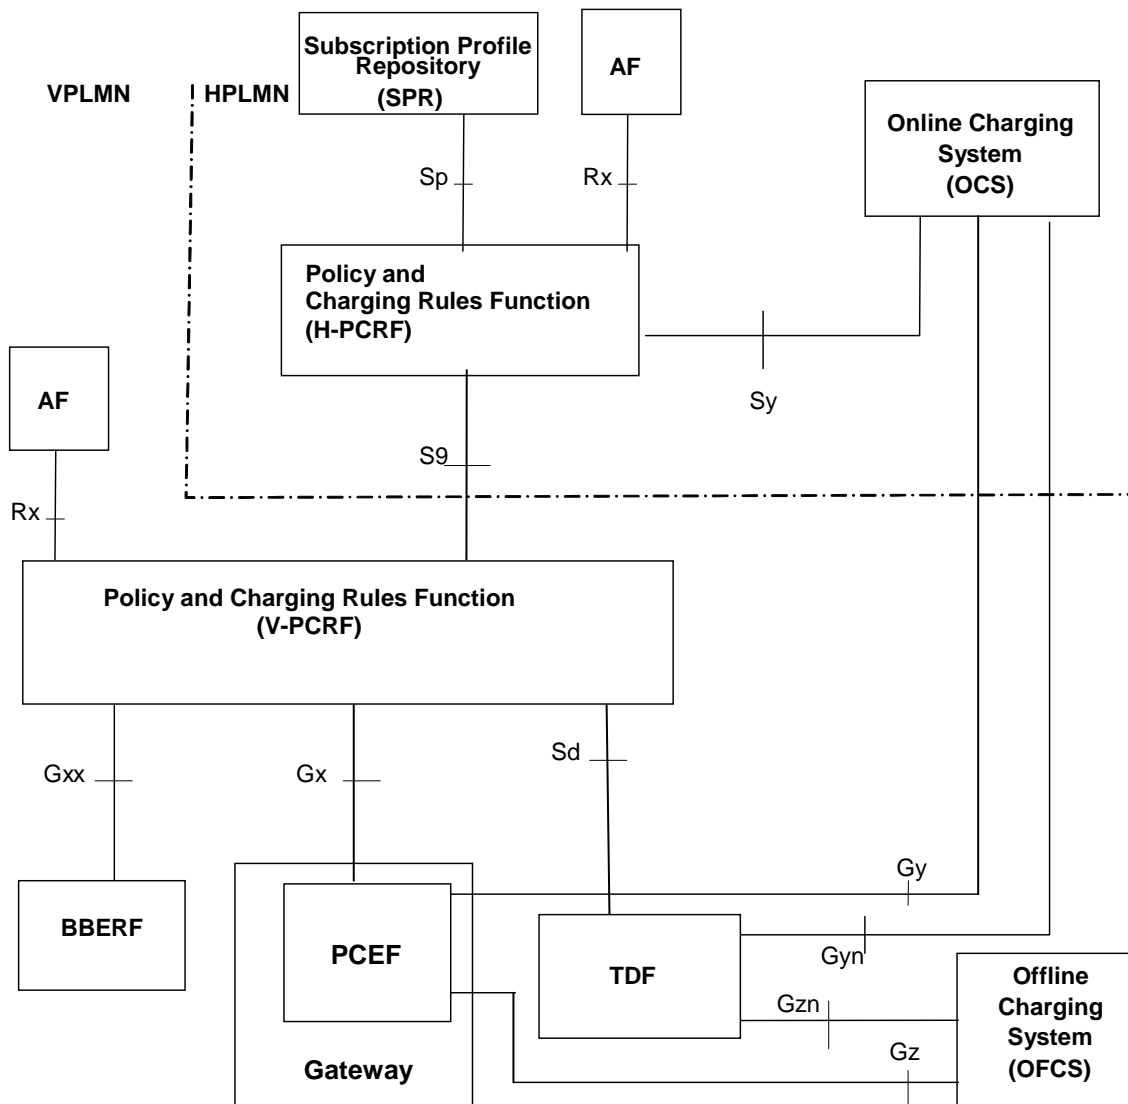 Subscription Profile
Repository
(SPR)
AF
VPLMN
HPLMN
Online Charging
System
(OCS)
Sp
Rx
Policy and
Charging Rules Function
(H-PCRF)
AF
Sy
S9
Rx
Policy and Charging Rules Function
(V-PCRF)
Gxx
Gx
Sd
Gy
BBERF
PCEF
TDF
Gyn
Offline
Charging
System
(OFCS)
Gzn
Gz
Gateway